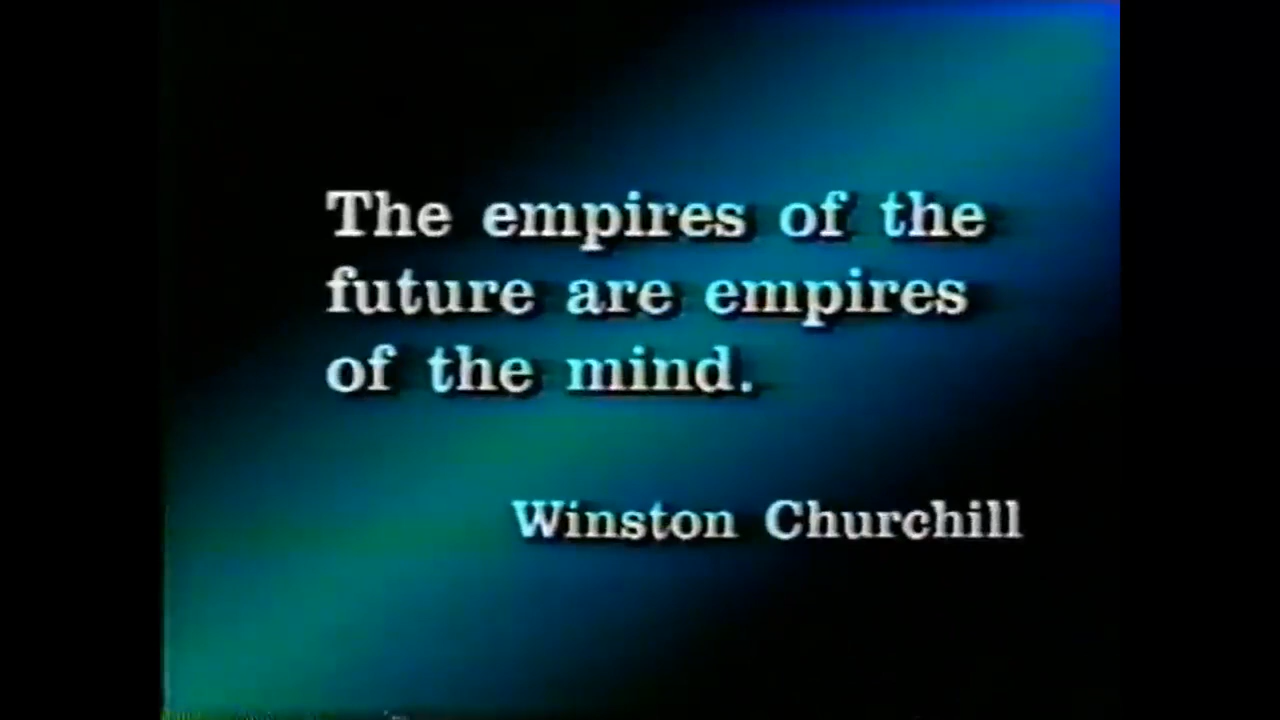 The empires of the
future are empires
of the mind.
Winston Churchill